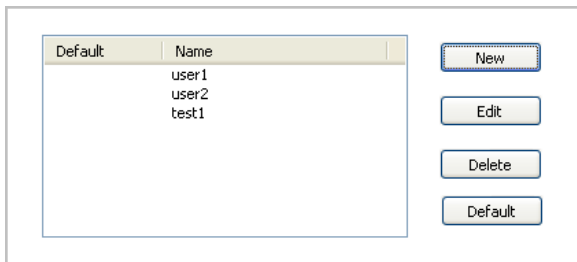 Default Name
user1
user2
test1
New
Edit
Delete
Default